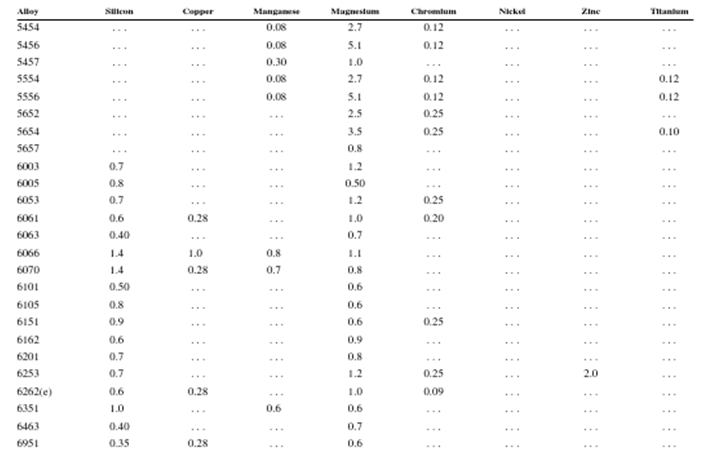 Alloy Silicon Copper Manganese Magnesium Chromium Nickel Zinc Titanium
5454 ... ... 0.08 2.7 0.12 ... ... ...
5456 ... ... 0.08 5.1 0.12 ... ... ...
5457 ... ... 0.30 1.0 ... ... ... ...
5554 ... ... 0.08 2.7 0.12 ... ... 0.12
5556 ... ... 0.08 5.1 0.12 ... ... 0.12
5652 ... ... ... 2.5 0.25 ... ... ...
5654 ... ... ... 3.5 0.25 ... ... 0.10
5657 ... ... ... 0.8 ... ... ... ...
6003 0.7 ... ... 1.2 ... ... ... ...
6005 0.8 ... ... 0.50 ... ... ... ...
6053 0.7 ... ... 1.2 0.25 ... ... ...
6061 0.6 0.28 ... 1.0 0.20 ... ... ...
6063 0.40 ... ... 0.7 ... ... ... ...
6066 1.4 1.0 0.8 1.1 ... ... ... ...
6070 1.4 0.28 0.7 0.8 ... ... ... ...
6101 0.50 ... ... 0.6 ... ... ... ...
6105 0.8 ... ... 0.6 ... ... ... ...
6151 0.9 ... ... 0.6 0.25 ... ... ...
6162 0.6 ... ... 0.9 ... ... ... ...
6201 0.7 ... ... 0.8 ... ... ... ...
6253 0.7 ... ... 1.2 0.25 ... 2.0 ...
6262(e) 0.6 0.28 ... 1.0 0.09 ... ... ...
6351 1.0 ... 0.6 0.6 ... ... ... ...
6463 0.40 ... ... 0.7 ... ... ... ...
6951 0.35 0.28 ... 0.6 ... ... ... ...